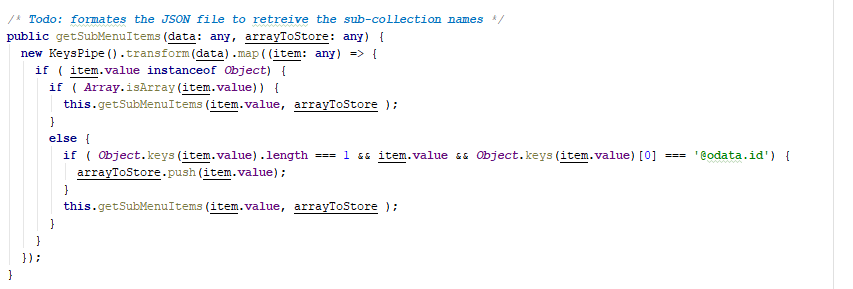 /* Todo: formates the JSON file to retreive the sub-collection names */
public getSubMenuItems(data: any, arrayToStore: any) {
  new KeysPipe().transform(data).map((item: any) => {
    if ( item.value instanceof Object) {
      if ( Array.isArray(item.value)) {
        this.getSubMenuItems(item.value, arrayToStore );
      }
      else {
        if ( Object.keys(item.value).length === 1 && item.value && Object.keys(item.value)[0] === '@odata.id') {
          arrayToStore.push(item.value);
        }
        this.getSubMenuItems(item.value, arrayToStore );
      }
    }
  });
}